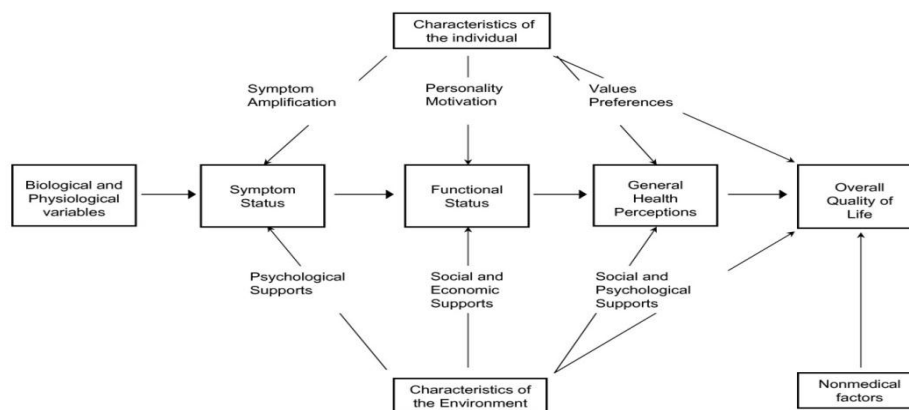 Characteristics of
the individual
Symptom
Amplification
Personality
Motivation
Values
Preferences
Biological and
Physiological
variables
Symptom
Status
Functional
Status
General
Health
Perceptions
Overall
Quality of
Life
Psychological
Supports
Social and
Economic
Supports
Social and
Psychological
Supports
Characteristics of
the Environment
Nonmedical
factors